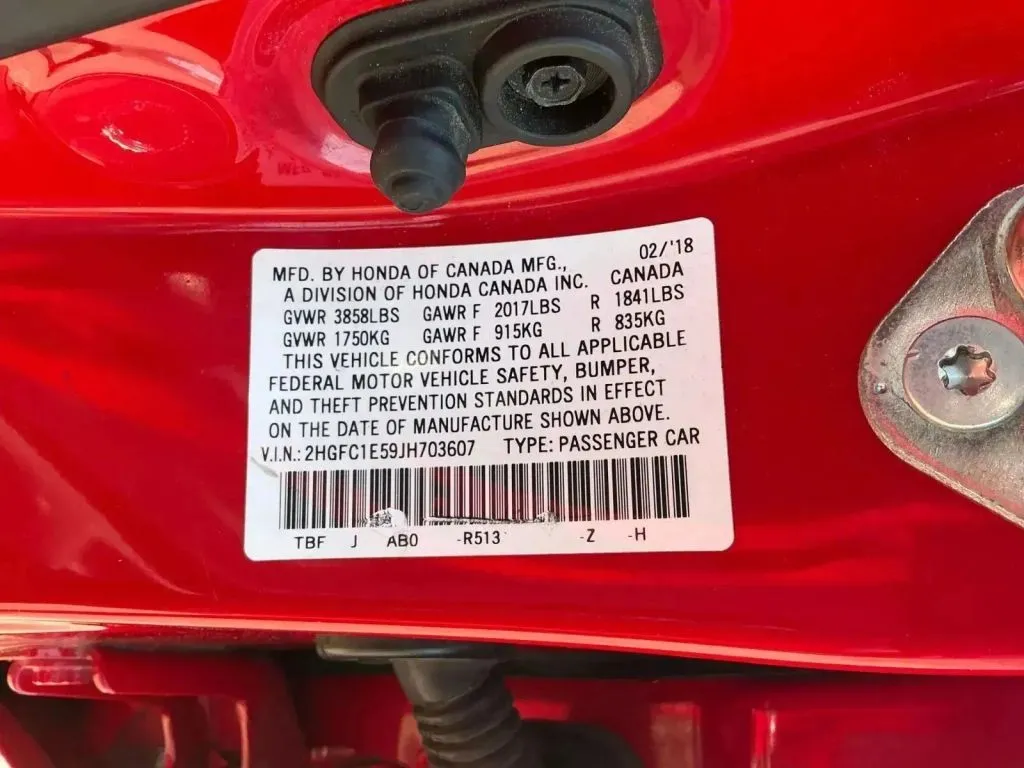 MFD. BY HONDA OF CANADA MFG., 02/'18
A DIVISION OF HONDA CANADA INC. CANADA
GVWR 3858LBS GAWR F 2017LBS R 1841LBS
GVWR 1750KG GAWR F 915KG R 835KG
THIS VEHICLE CONFORMS TO ALL APPLICABLE
FEDERAL MOTOR VEHICLE SAFETY, BUMPER,
AND THEFT PREVENTION STANDARDS IN EFFECT
ON THE DATE OF MANUFACTURE SHOWN ABOVE.
V.I.N.: 2HGFC1E59JH703607 TYPE: PASSENGER CAR
TBF J AB0 -R513 -Z -H